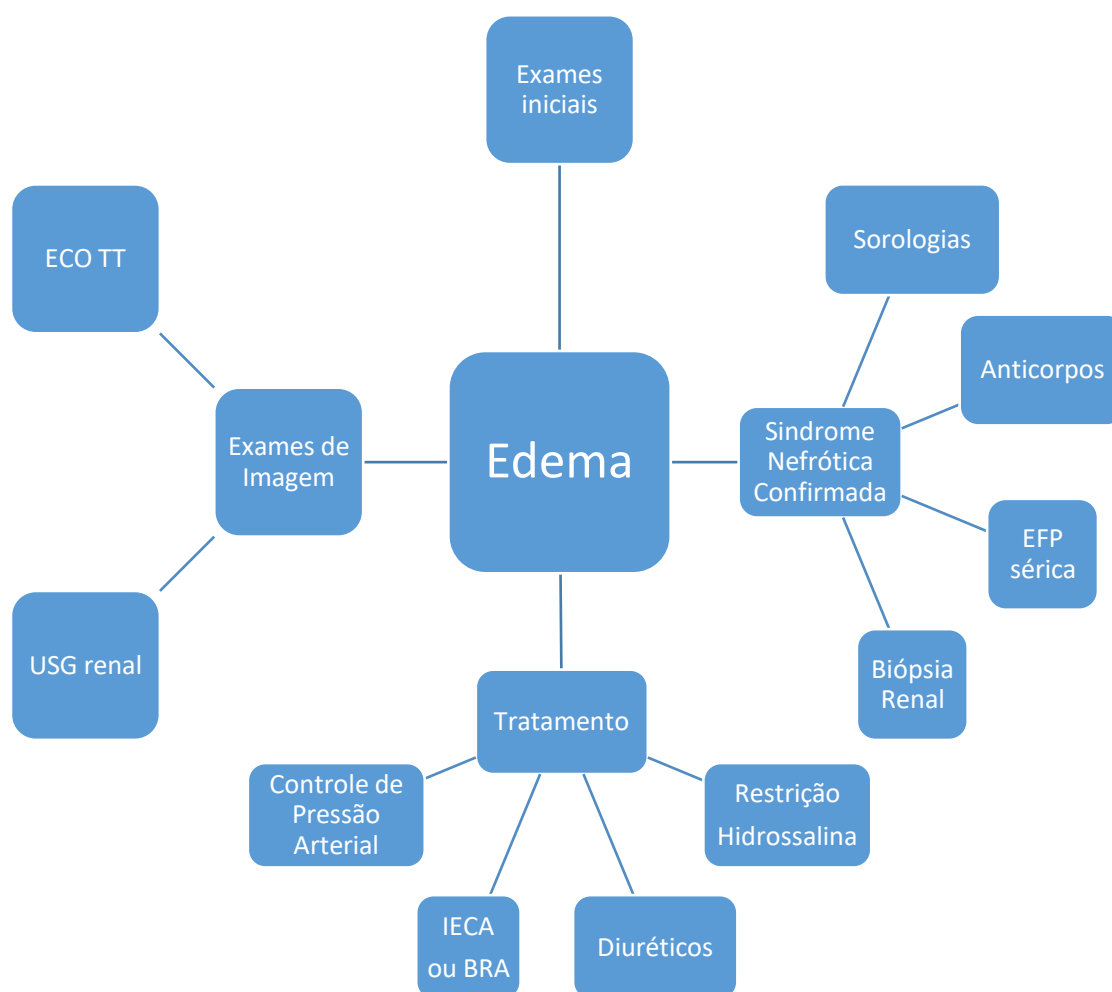 Exames
iniciais
ECO TT
Sorologias
Anticorpos
Exames de
Imagem
Edema
Sindrome
Nefrótica
Confirmada
EFP
sérica
USG renal
Biópsia
Renal
Tratamento
Controle de
Pressão
Arterial
Restrição
Hidrossalina
IECA
ou BRA
Diuréticos